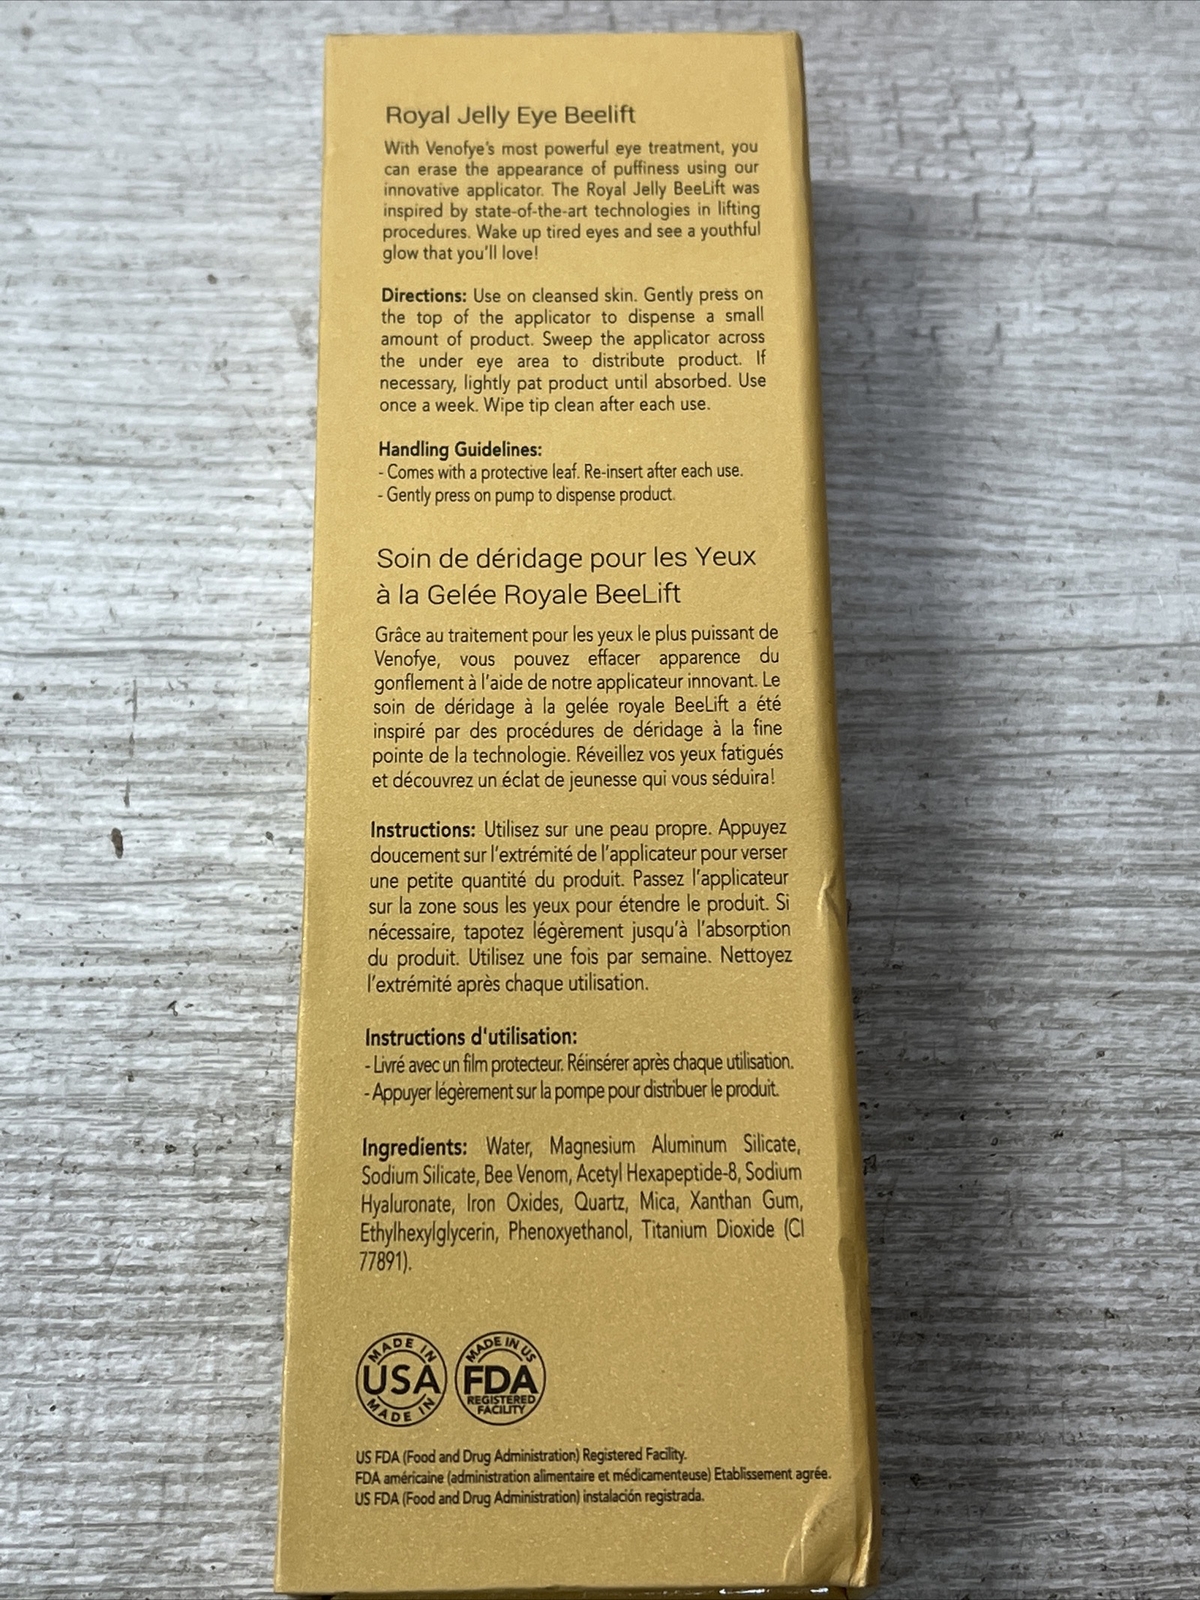 Royal Jelly Eye Beelift
With Venofye's most powerful eye treatment, you
can erase the appearance of puffiness using our
innovative applicator. The Royal Jelly BeeLift was
inspired by state-of-the-art technologies in lifting
procedures. Wake up tired eyes and see a youthful
glow that you'll love!
Directions: Use on cleansed skin. Gently press on
the top of the applicator to dispense a small
amount of product. Sweep the applicator across
the under eye area to distribute product. If
necessary, lightly pat product until absorbed. Use
once a week. Wipe tip clean after each use.
Handling Guidelines:
- Comes with a protective leaf. Re-insert after each use.
- Gently press on pump to dispense product.
Soin de déridage pour les Yeux
à la Gelée Royale BeeLift
Grâce au traitement pour les yeux le plus puissant de
Venofye, vous pouvez effacer apparence du
gonflement à l'aide de notre applicateur innovant. Le
soin de déridage à la gelée royale BeeLift a été
inspiré par des procédures de déridage à la fine
pointe de la technologie. Réveillez vos yeux fatigués
et découvrez un éclat de jeunesse qui vous séduira!
Instructions: Utilisez sur une peau propre. Appuyez
doucement sur l'extrémité de l'applicateur pour verser
une petite quantité du produit. Passez l'applicateur
sur la zone sous les yeux pour étendre le produit. Si
nécessaire, tapotez légèrement jusqu'à l'absorption
du produit. Utilisez une fois par semaine. Nettoyez
l'extrémité après chaque utilisation.
Instructions d'utilisation:
- Livré avec un film protecteur. Réinsérer après chaque utilisation.
- Appuyer légèrement sur la pompe pour distribuer le produit.
Ingredients: Water, Magnesium Aluminum Silicate,
Sodium Silicate, Bee Venom, Acetyl Hexapeptide-8, Sodium
Hyaluronate, Iron Oxides, Quartz, Mica, Xanthan Gum,
Ethylhexylglycerin, Phenoxyethanol, Titanium Dioxide (CI
77891).
MADE IN
USA
MADE IN
MADE IN US
FDA
REGISTERED
FACILITY
US FDA (Food and Drug Administration) Registered Facility.
FDA américaine (administration alimentaire et médicamenteuse) Etablissement agrée.
US FDA (Food and Drug Administration) instalación registrada.